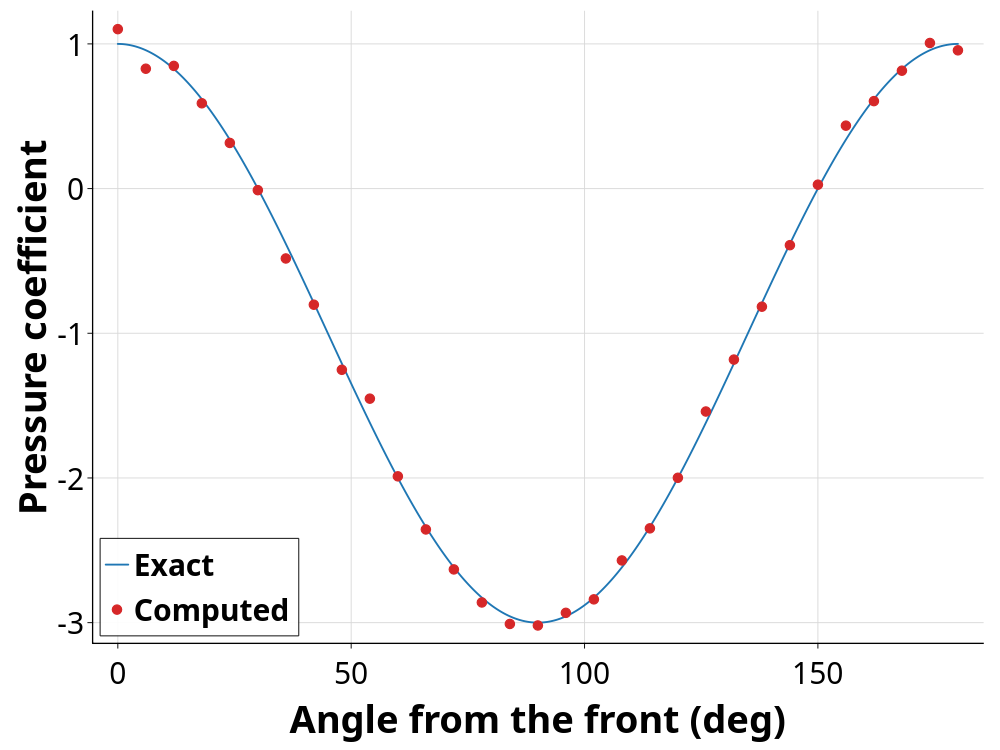 Pressure coefficient
1
0
-1
-2
-3
Exact
Computed
0 50 100 150
Angle from the front (deg)